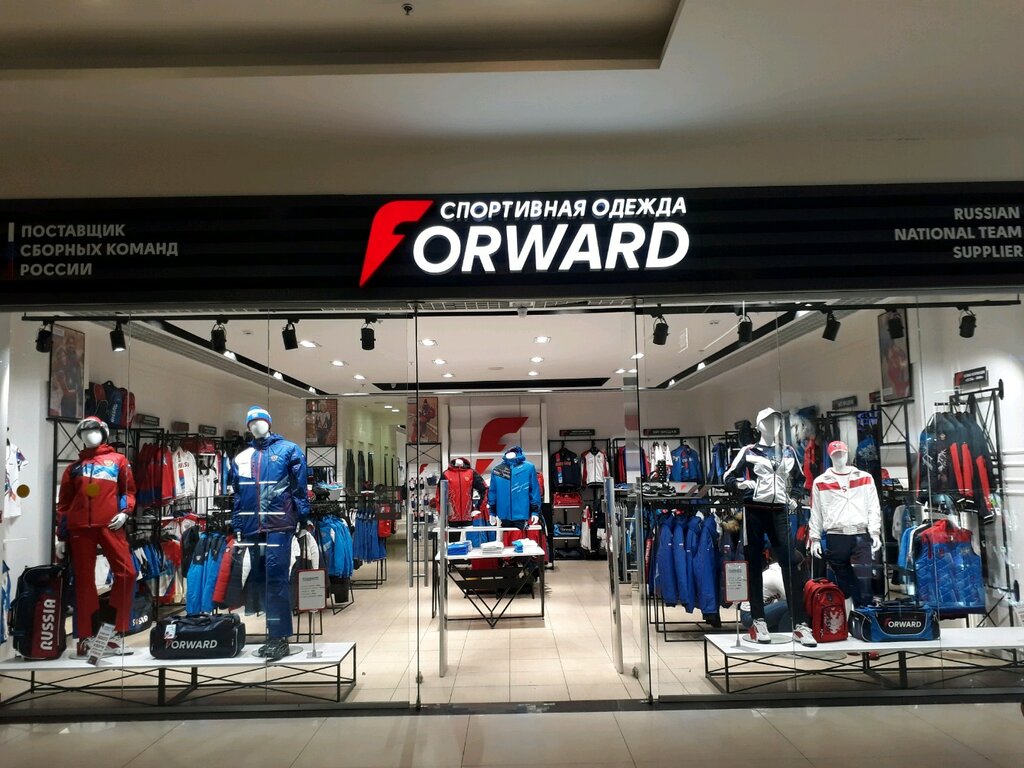 ПОСТАВЩИК
СБОРНЫХ КОМАНД
РОССИИ
СПОРТИВНАЯ ОДЕЖДА
FORWARD
RUSSIAN
NATIONAL TEAM
SUPPLIER
RUSSIA
FORWARD
FORWARD